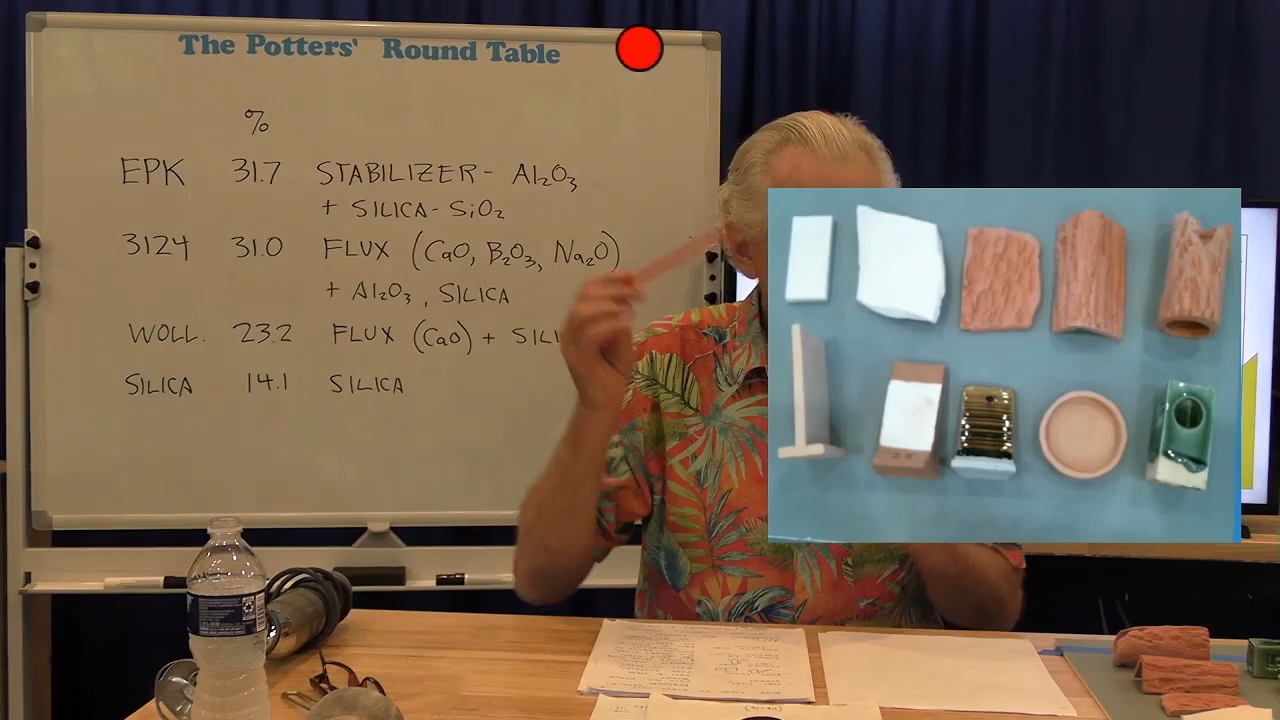 The Potters' Round Table
%
EPK 31.7 STABILIZER - Al₂O₃
+ SILICA - SiO₂
3124 31.0 FLUX (CaO, B₂O₃, Na₂O)
+ Al₂O₃, SILICA
WOLL. 23.2 FLUX (CaO) + SILI
SILICA 14.1 SILICA